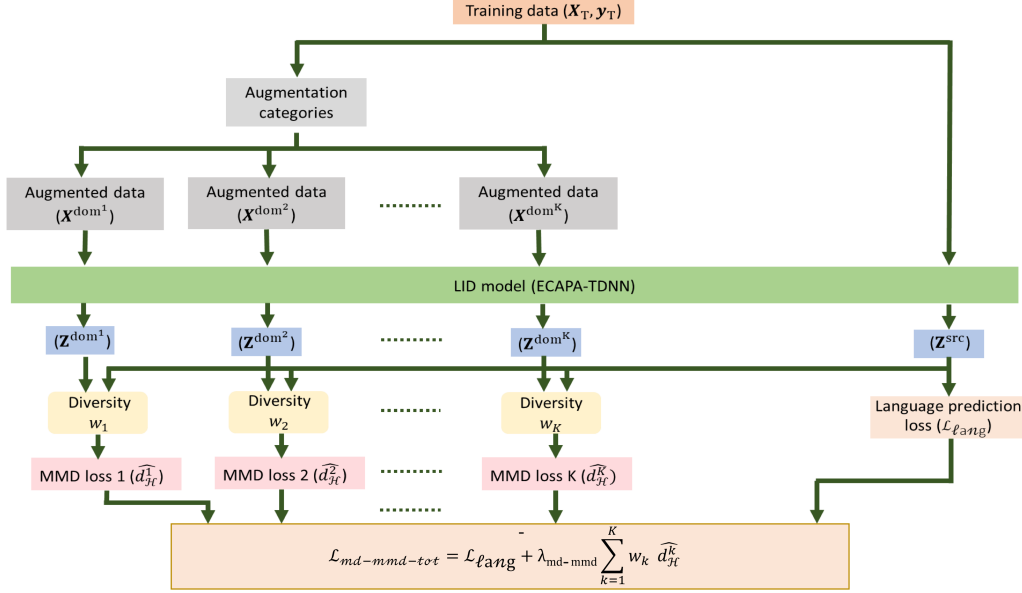 Training data (X_T, y_T)
Augmentation
categories
Augmented data
(X^{dom^1})
Augmented data
(X^{dom^2})
Augmented data
(X^{dom^K})
LID model (ECAPA-TDNN)
(Z^{dom^1})
(Z^{dom^2})
(Z^{dom^K})
(Z^{src})
Diversity
w_1
Diversity
w_2
Diversity
w_K
Language prediction
loss (ℒ_{ℓang})
MMD loss 1 (\widehat{d_ℋ^1})
MMD loss 2 (\widehat{d_ℋ^2})
MMD loss K (\widehat{d_ℋ^K})
ℒ_{md-mmd-tot} = ℒ_{ℓang} + λ_{md-mmd} \sum_{k=1}^{K} w_k \widehat{d_ℋ^k}